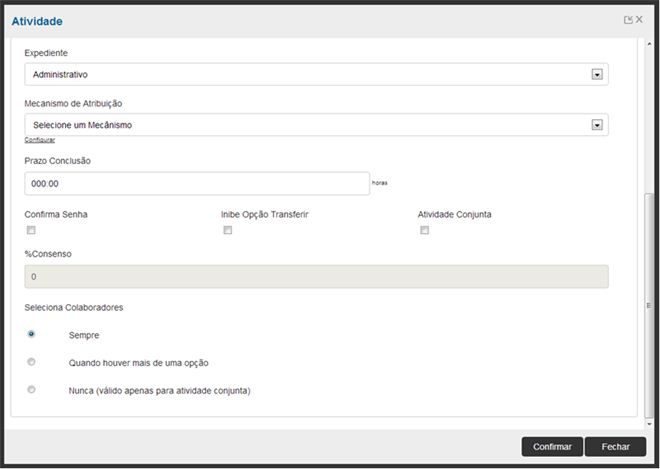 Atividade
Expediente
Administrativo
Mecanismo de Atribuição
Selecione um Mecânismo
Configurar
Prazo Conclusão
000:00 horas
Confirma Senha Inibe Opção Transferir Atividade Conjunta
%Consenso
0
Seleciona Colaboradores
Sempre
Quando houver mais de uma opção
Nunca (válido apenas para atividade conjunta)
Confirmar Fechar